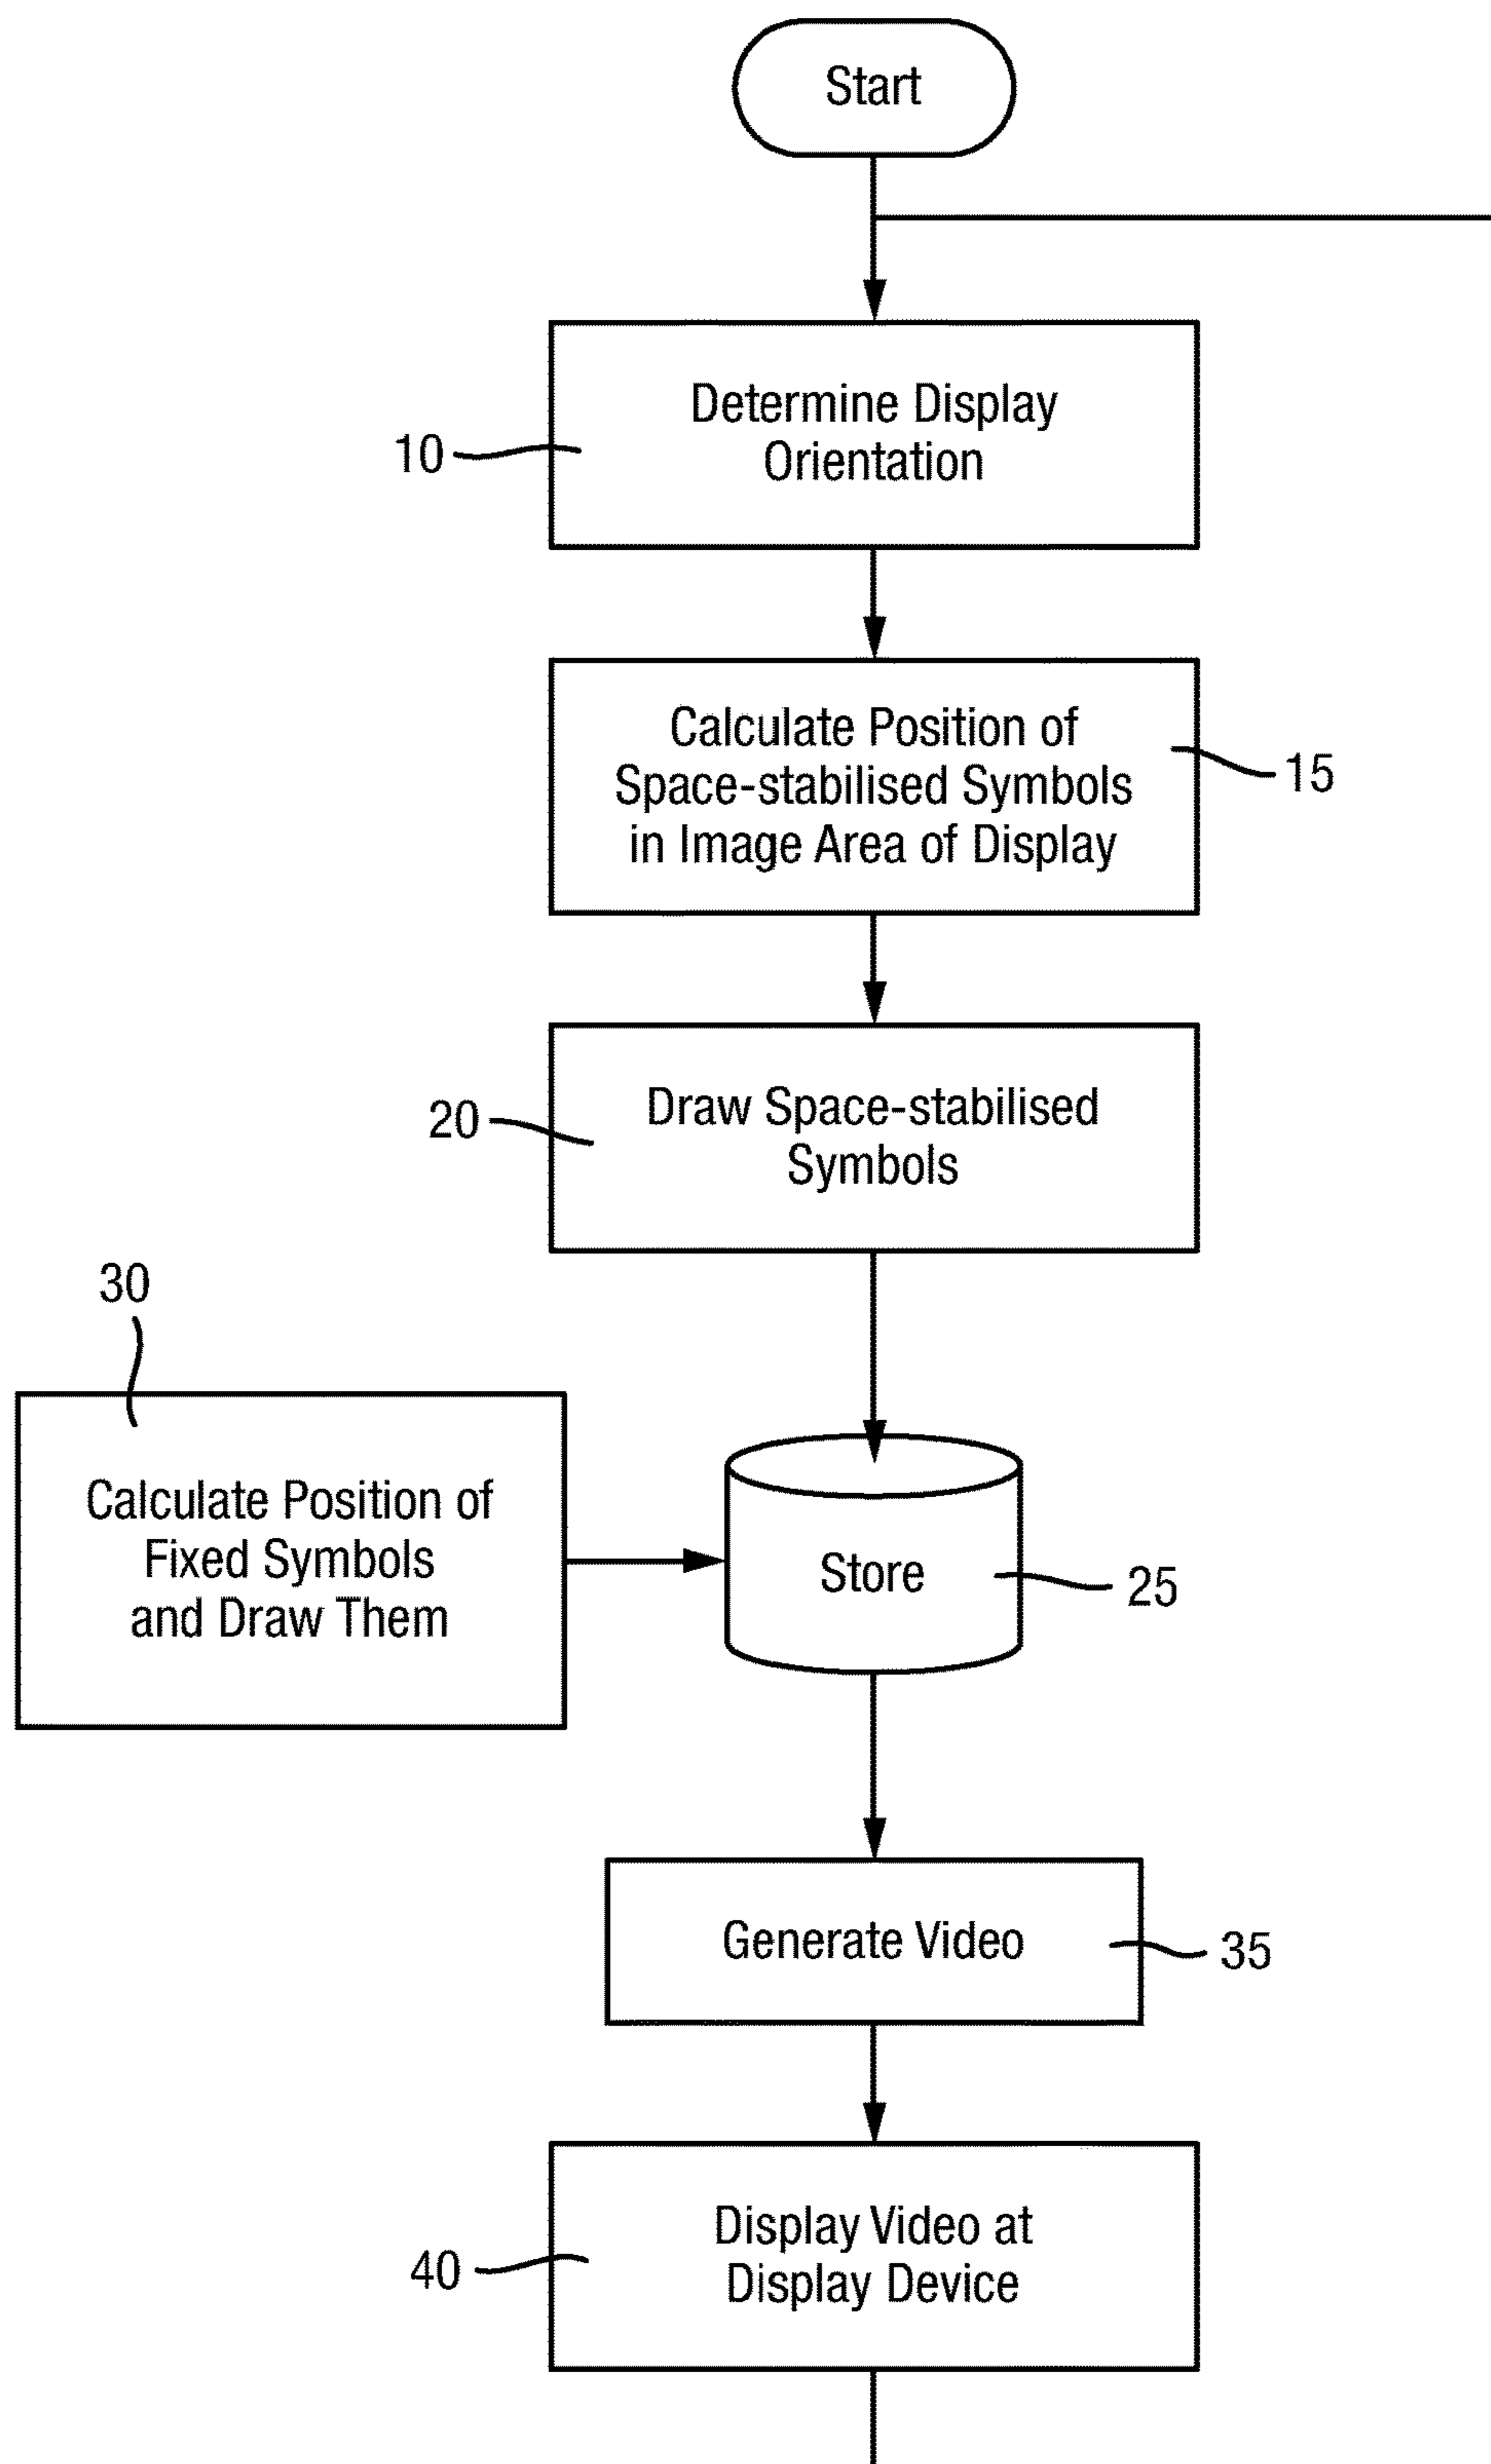 Start
Determine Display
Orientation
10
Calculate Position of
Space-stabilised Symbols
in Image Area of Display
15
Draw Space-stabilised
Symbols
20
30
Calculate Position of
Fixed Symbols
and Draw Them
Store
25
Generate Video
35
Display Video at
Display Device
40